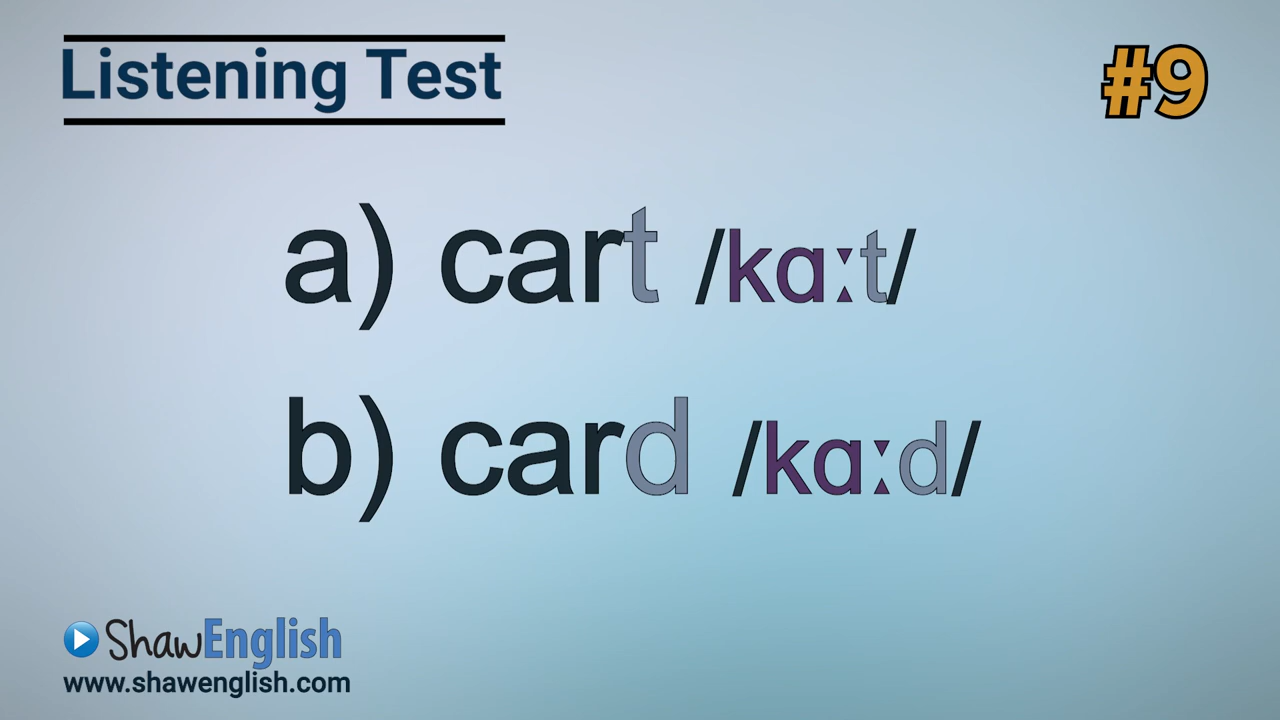 Listening Test
#9
a) cart /kɑːt/
b) card /kɑːd/
ShawEnglish
www.shawenglish.com